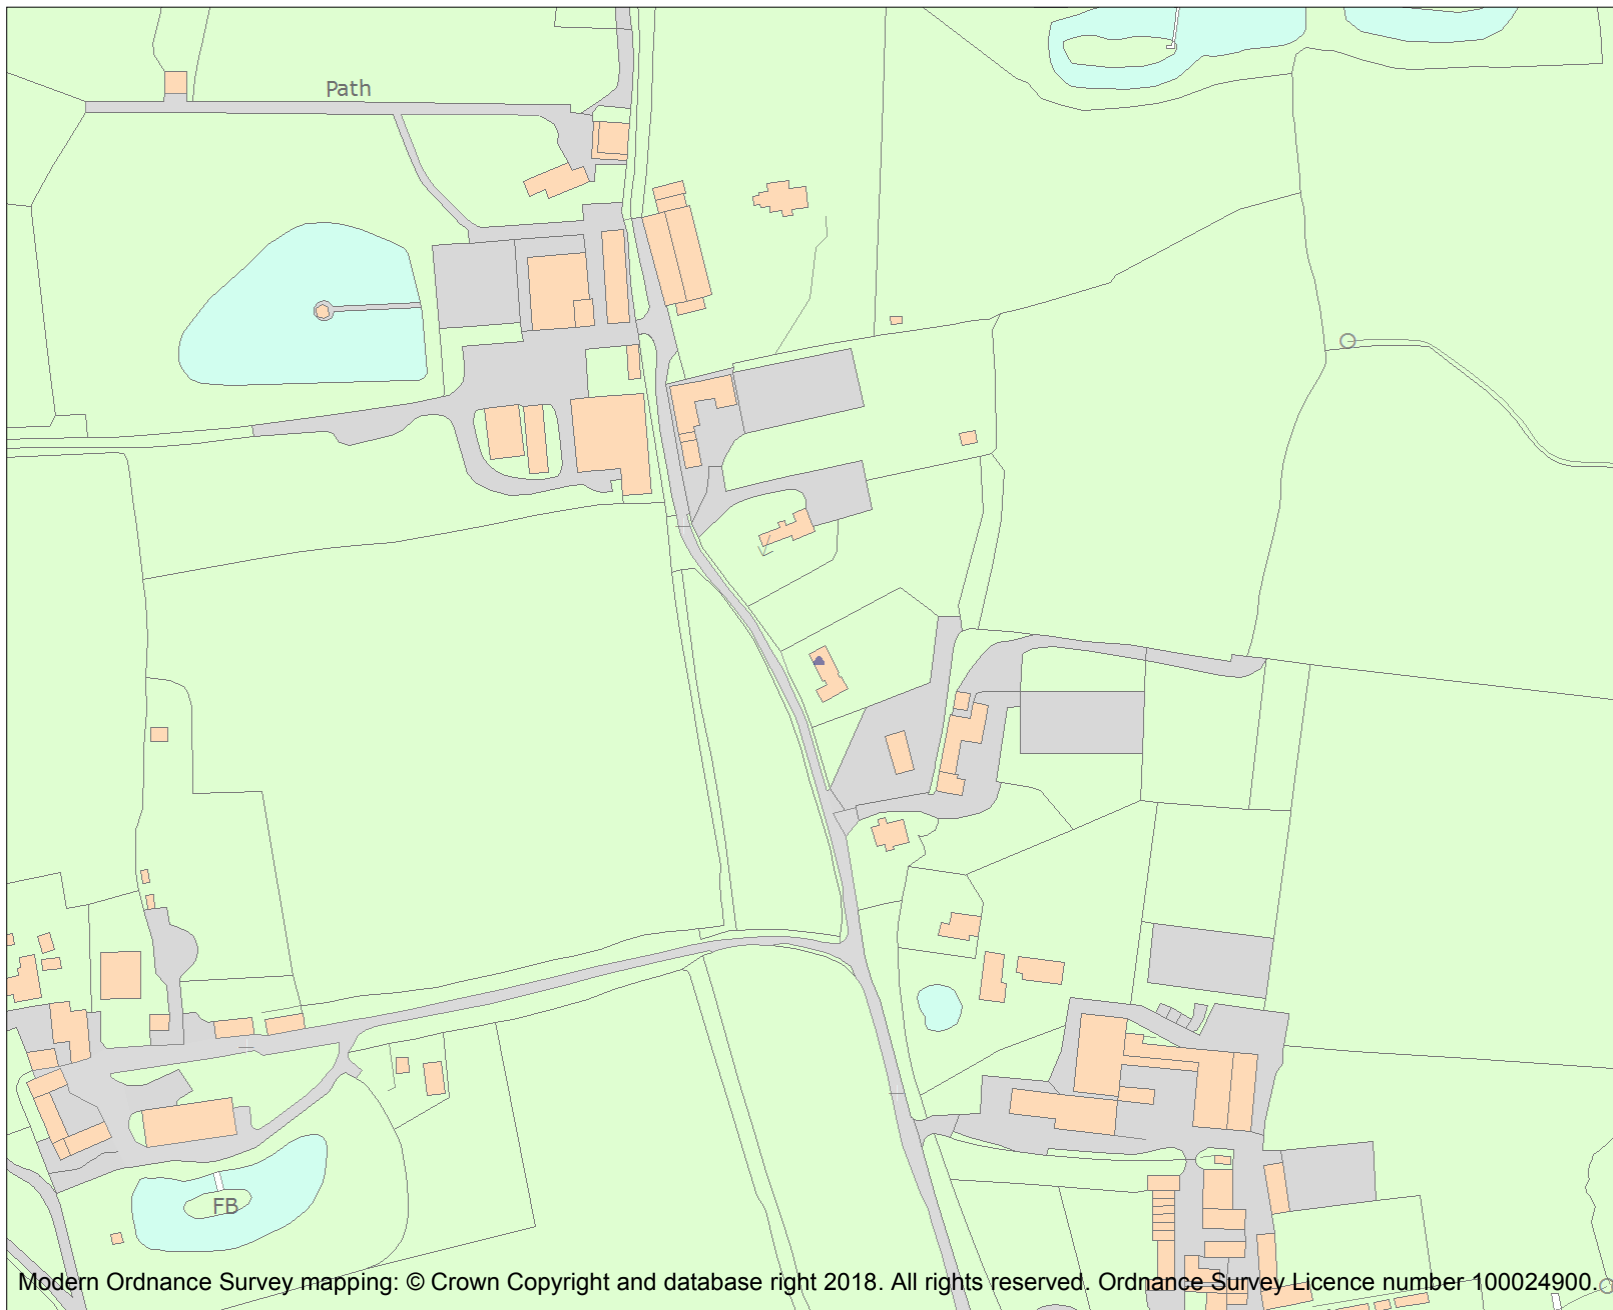 Path
FB
Modern Ordnance Survey mapping: © Crown Copyright and database right 2018. All rights reserved. Ordnance Survey Licence number 100024900.